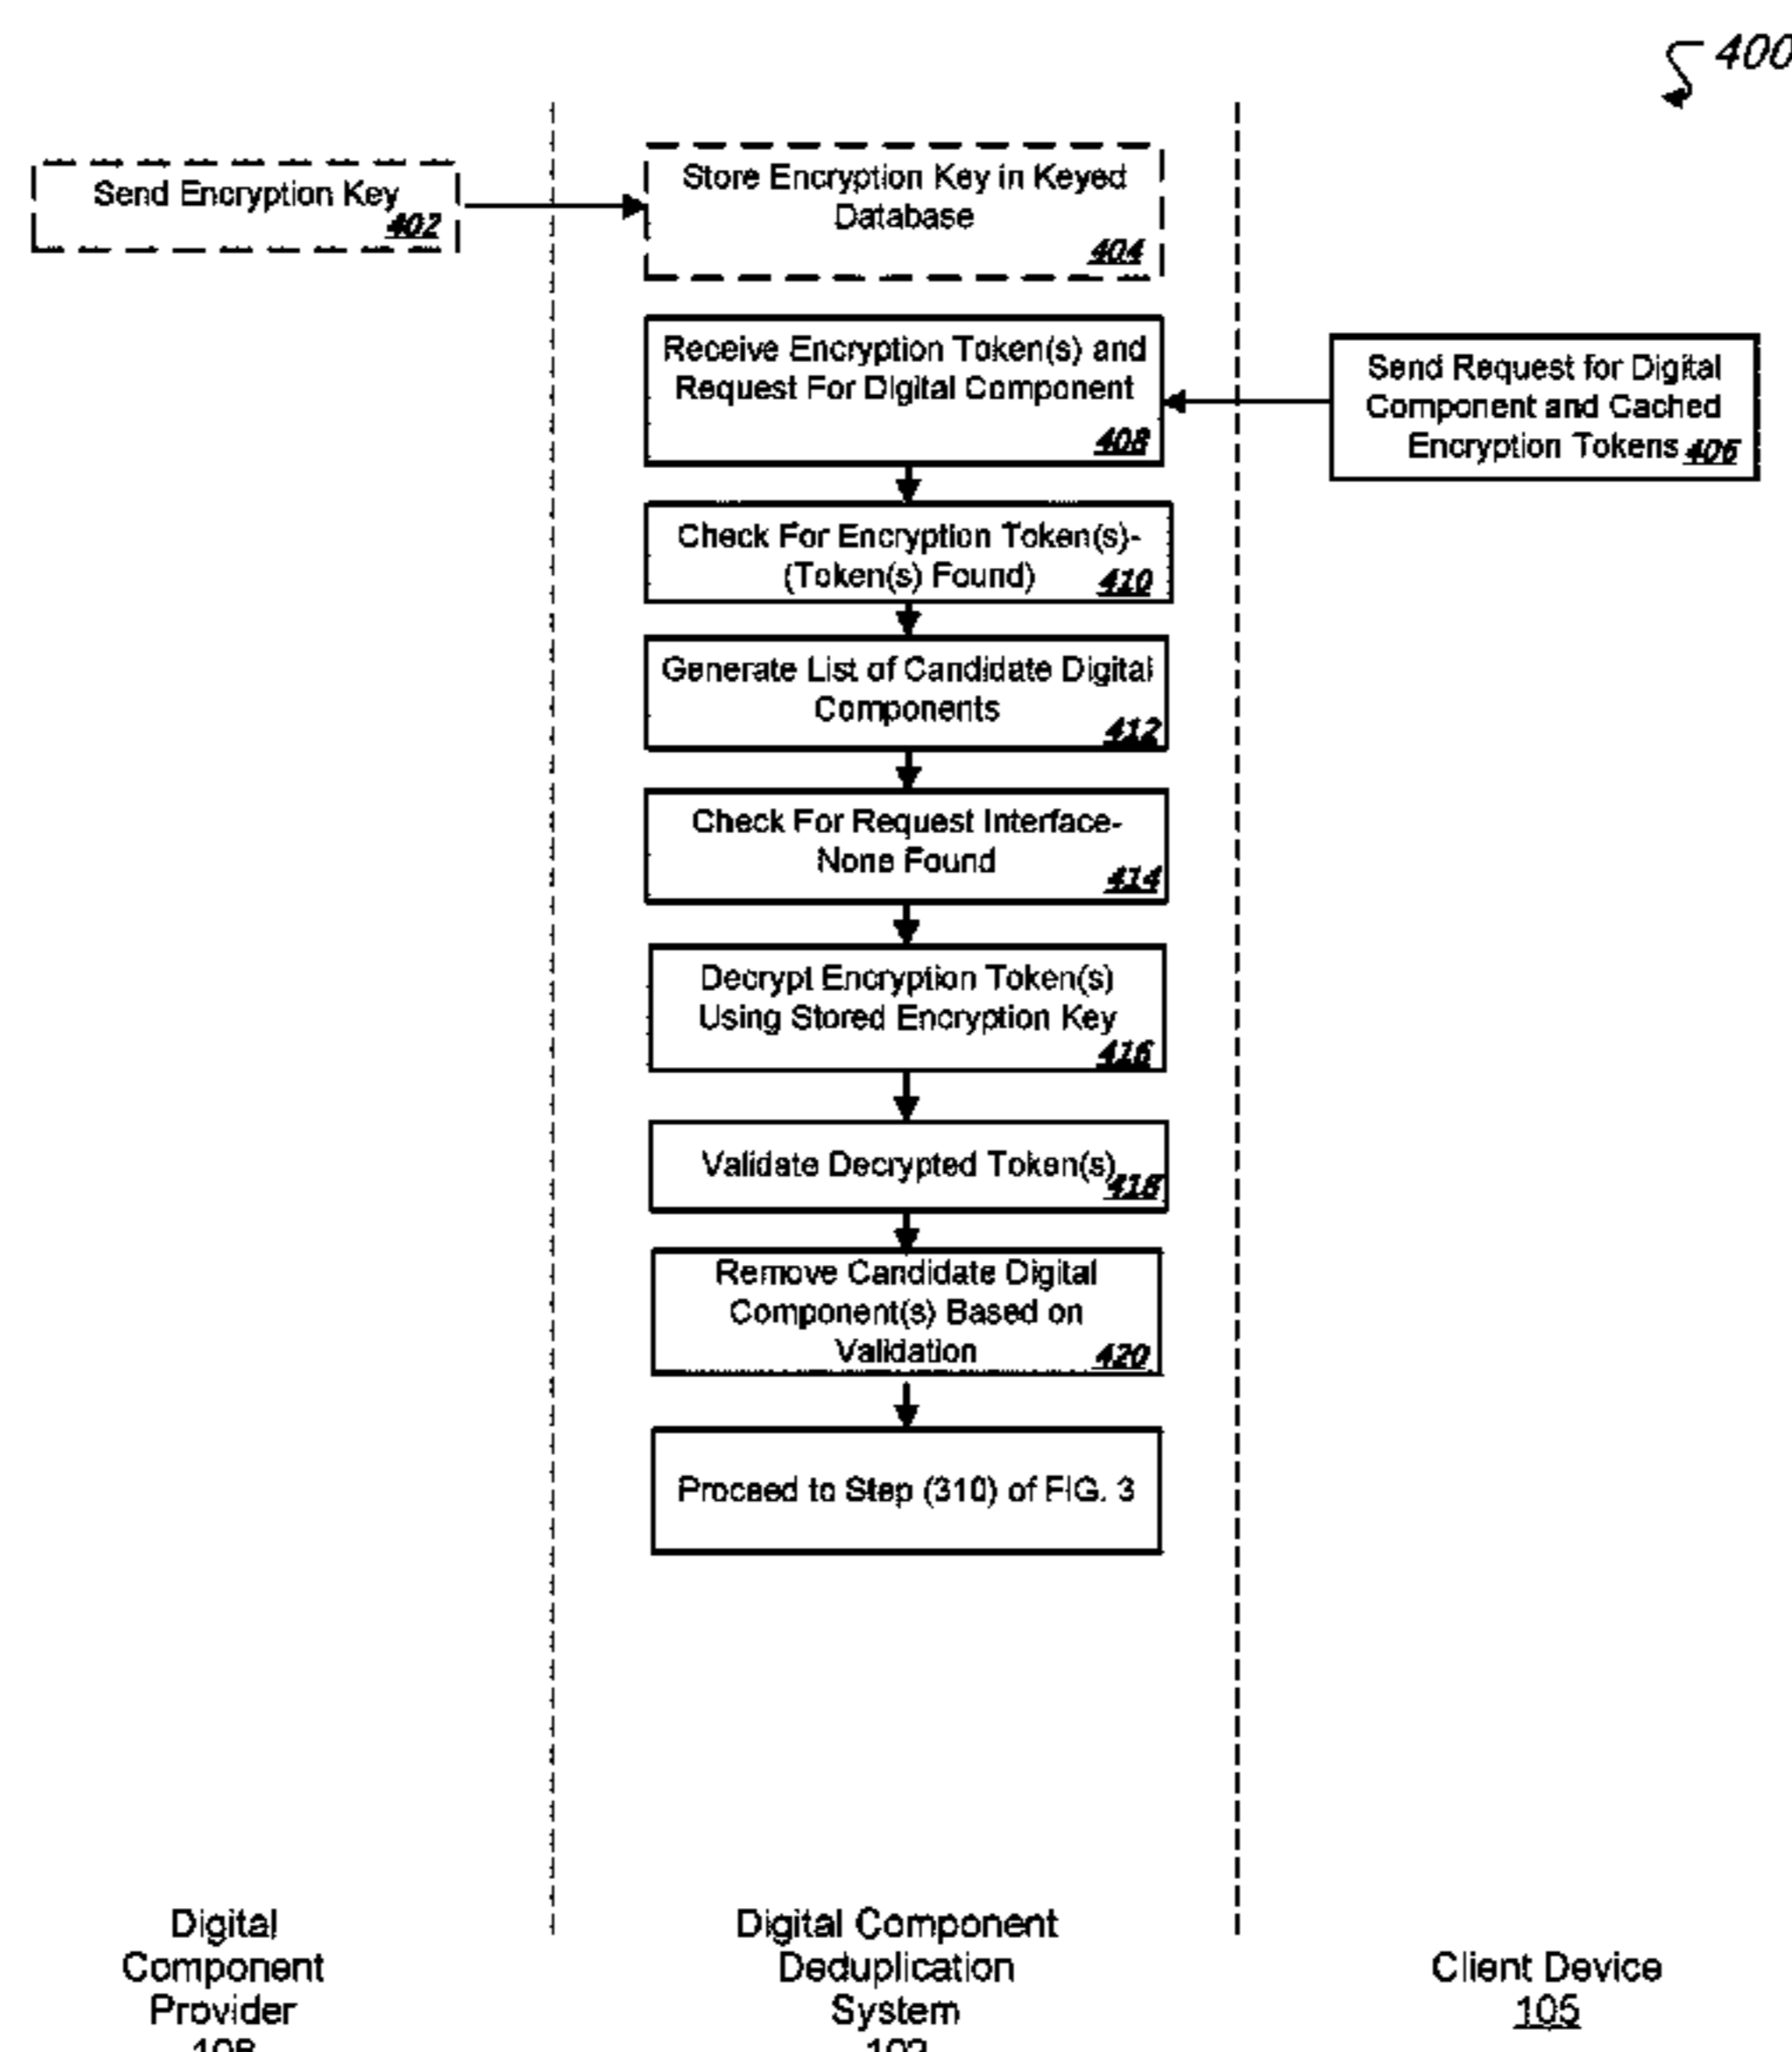 400
Send Encryption Key
402
Store Encryption Key in Keyed
Database
404
Receive Encryption Token(s) and
Request For Digital Component
408
Send Request for Digital
Component and Cached
Encryption Tokens 406
Check For Encryption Token(s)-
(Token(s) Found) 410
Generate List of Candidate Digital
Components
412
Check For Request Interface-
None Found
414
Decrypt Encryption Token(s)
Using Stored Encryption Key
416
Validate Decrypted Token(s)
418
Remove Candidate Digital
Component(s) Based on
Validation 420
Proceed to Step (310) of FIG. 3
Digital
Component
Provider
Digital Component
Deduplication
System
Client Device
105